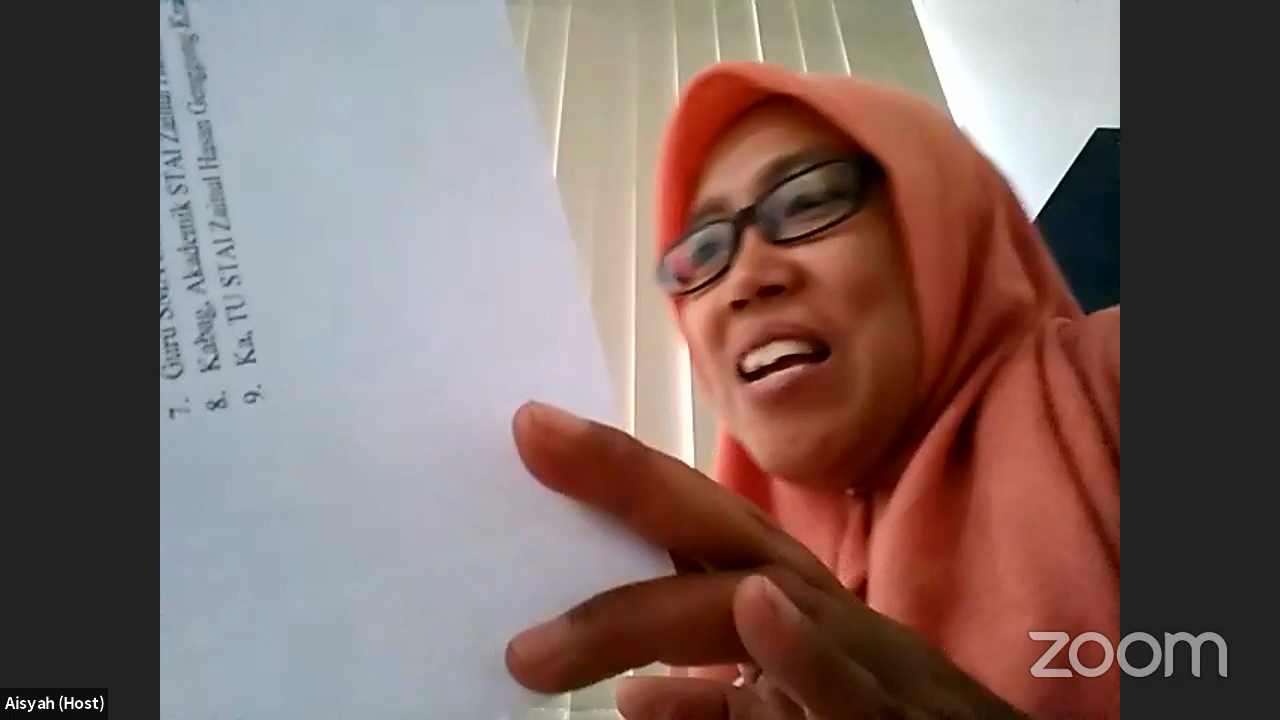 7. Guru
8. Kabag. Akademik STAI Zainul
9. Ka. TU STAI Zainul Hasan Genggong
Aisyah (Host)
zoom